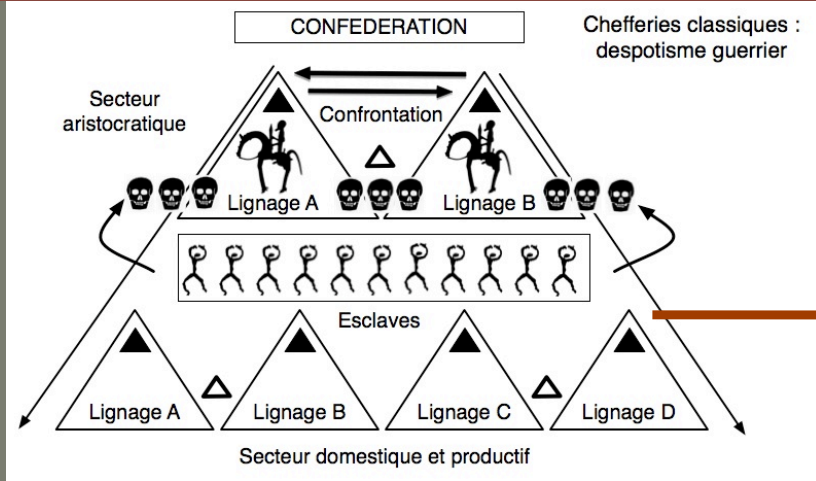 CONFEDERATION
Chefferies classiques :
despotisme guerrier
Secteur
aristocratique
Confrontation
Lignage A
Lignage B
Esclaves
Lignage A
Lignage B
Lignage C
Lignage D
Secteur domestique et productif